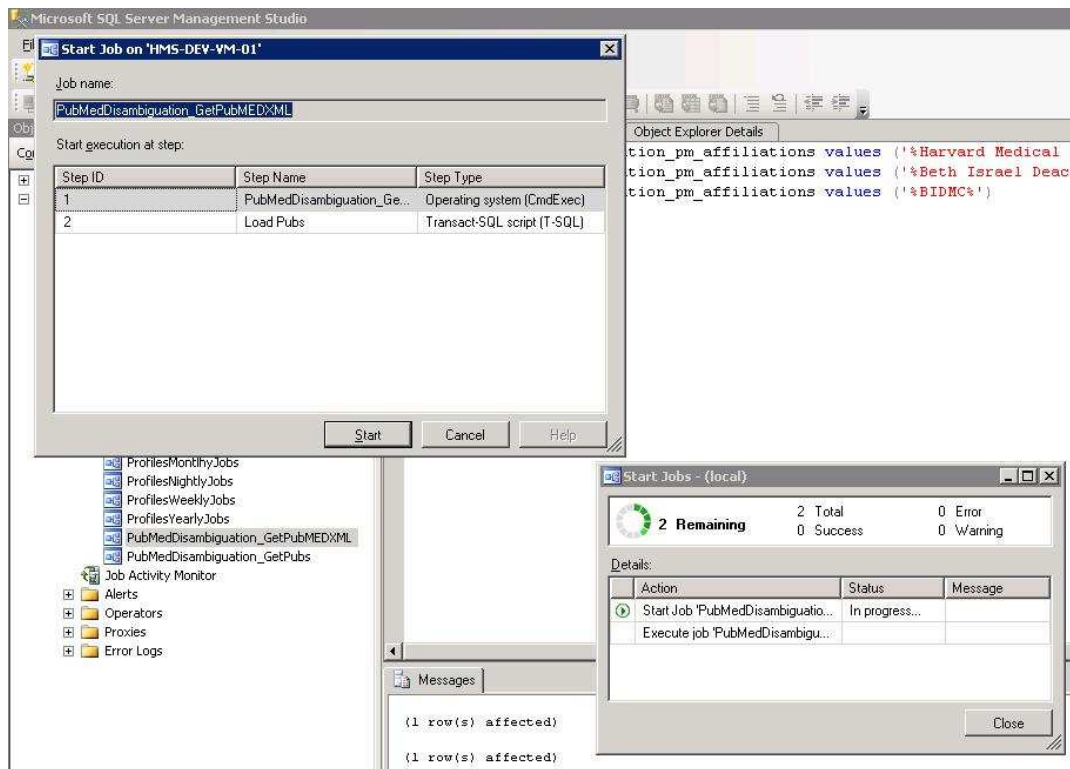 Microsoft SQL Server Management Studio
Start Job on 'HMS-DEV-VM-01'
Job name:
PubMedDisambiguation_GetPubMEDXML
Start execution at step:
Step ID Step Name Step Type
1 PubMedDisambiguation_Ge... Operating system (CmdExec)
2 Load Pubs Transact-SQL script (T-SQL)
Start Cancel Help
Object Explorer Details
tion_pm_affiliations values ('%Harvard Medical
tion_pm_affiliations values ('%Beth Israel Deac
tion_pm_affiliations values ('%BIDMC%')
ProfilesMontlhyJobs
ProfilesNightlyJobs
ProfilesWeeklyJobs
ProfilesYearlyJobs
PubMedDisambiguation_GetPubMEDXML
PubMedDisambiguation_GetPubs
Job Activity Monitor
Alerts
Operators
Proxies
Error Logs
Start Jobs - (local)
2 Remaining
2 Total 0 Error
0 Success 0 Warning
Details:
Action Status Message
Start Job 'PubMedDisambiguatio... In progress...
Execute job 'PubMedDisambigu...
Close
Messages
(1 row(s) affected)
(1 row(s) affected)